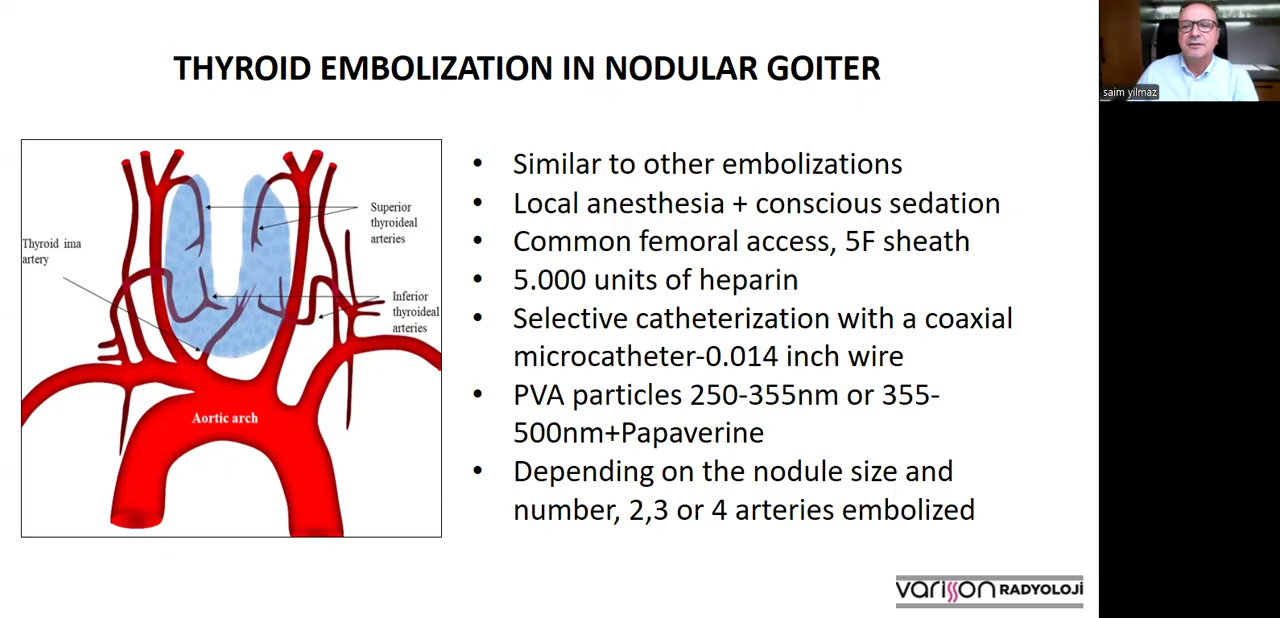 THYROID EMBOLIZATION IN NODULAR GOITER
saim yilmaz
Superior
thyroideal
arteries
Thyroid ima
artery
Inferior
thyroideal
arteries
Aortic arch
• Similar to other embolizations
• Local anesthesia + conscious sedation
• Common femoral access, 5F sheath
• 5.000 units of heparin
• Selective catheterization with a coaxial
microcatheter-0.014 inch wire
• PVA particles 250-355nm or 355-
500nm+Papaverine
• Depending on the nodule size and
number, 2,3 or 4 arteries embolized
varisson RADYOLOJİ